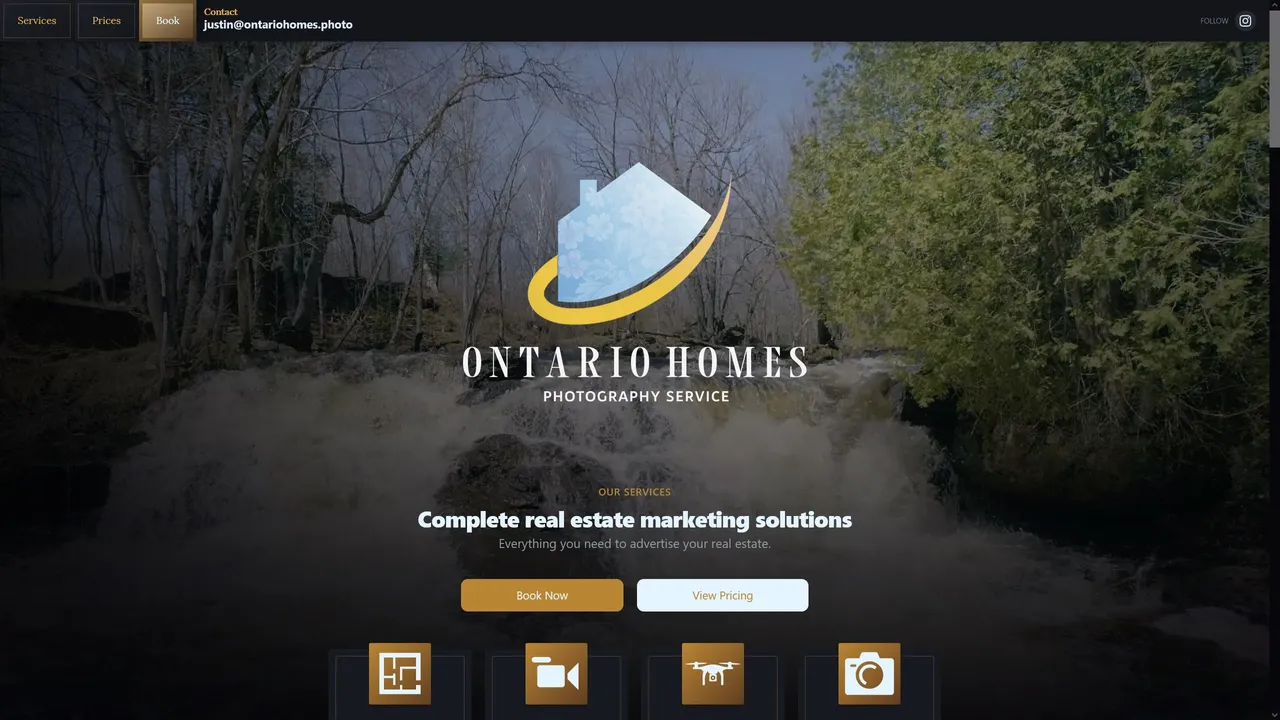 Services
Prices
Book
Contact
justin@ontariohomes.photo
FOLLOW
ONTARIO HOMES
PHOTOGRAPHY SERVICE
OUR SERVICES
Complete real estate marketing solutions
Everything you need to advertise your real estate.
Book Now
View Pricing